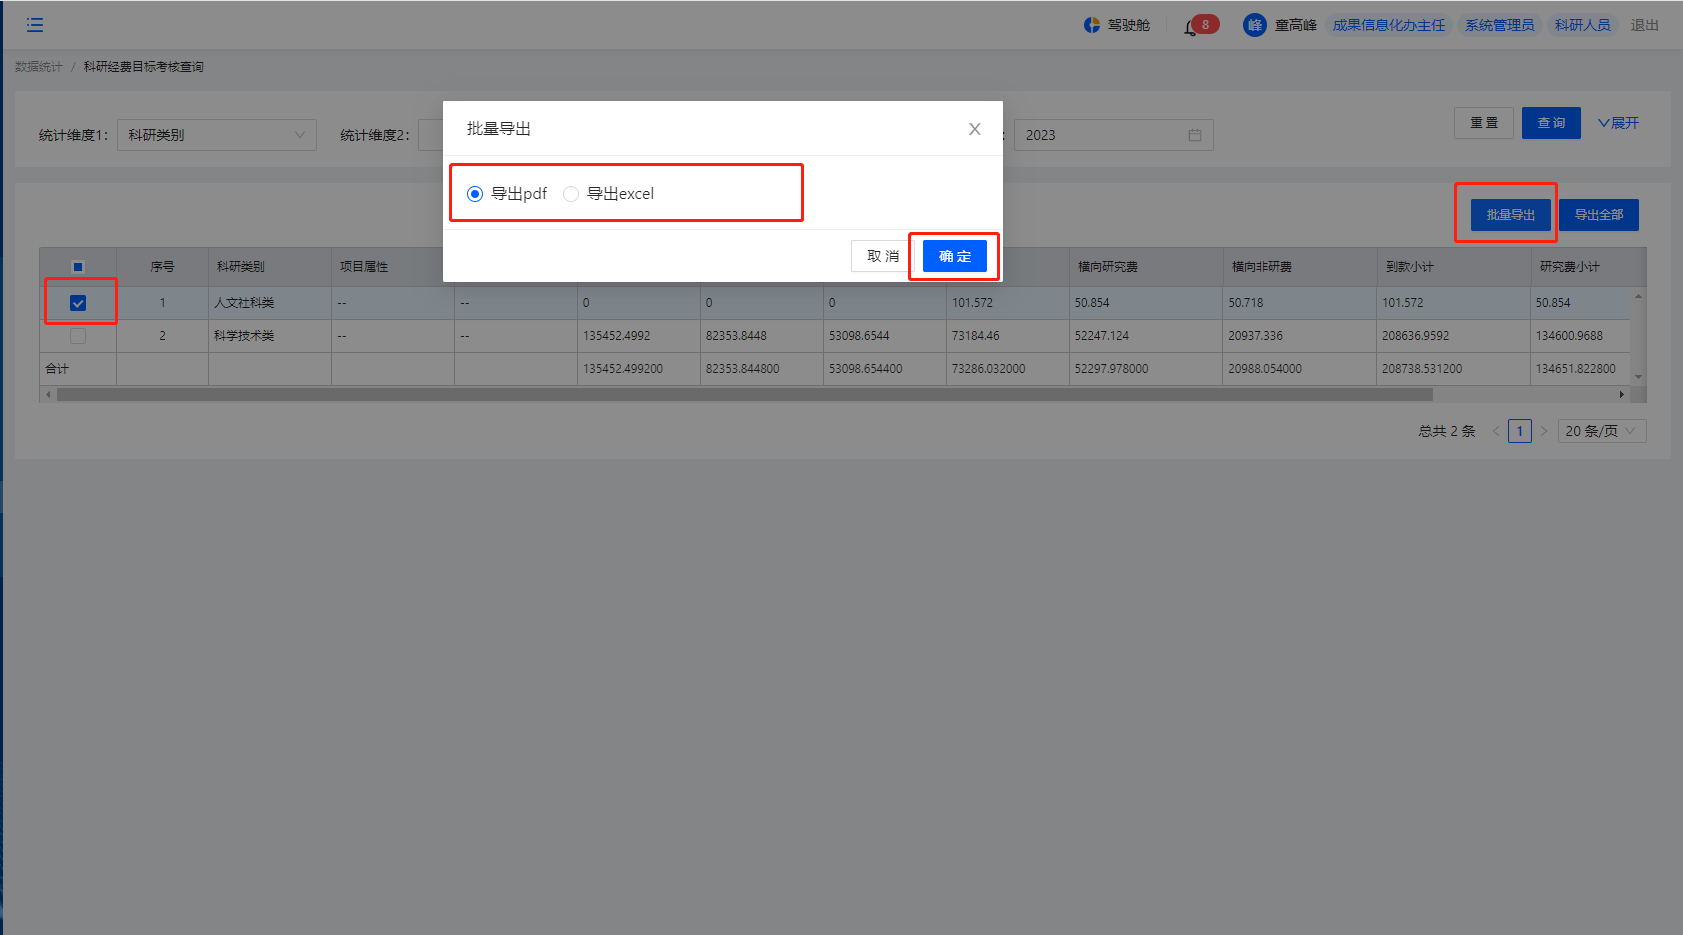 驾驶舱 8 峰 童高峰 成果信息化办主任 系统管理员 科研人员 退出
数据统计 / 科研经费目标考核查询
统计维度1： 科研类别 统计维度2： : 2023 重置 查询 展开
批量导出
导出pdf 导出excel
取消 确定
批量导出 导出全部
序号 科研类别 项目属性 横向研究费 横向非研费 到款小计 研究费小计
1 人文社科类 -- -- 0 0 0 101.572 50.854 50.718 101.572 50.854
2 科学技术类 -- -- 135452.4992 82353.8448 53098.6544 73184.46 52247.124 20937.336 208636.9592 134600.9688
合计 135452.499200 82353.844800 53098.654400 73286.032000 52297.978000 20988.054000 208738.531200 134651.822800
总共 2 条 < 1 > 20 条/页